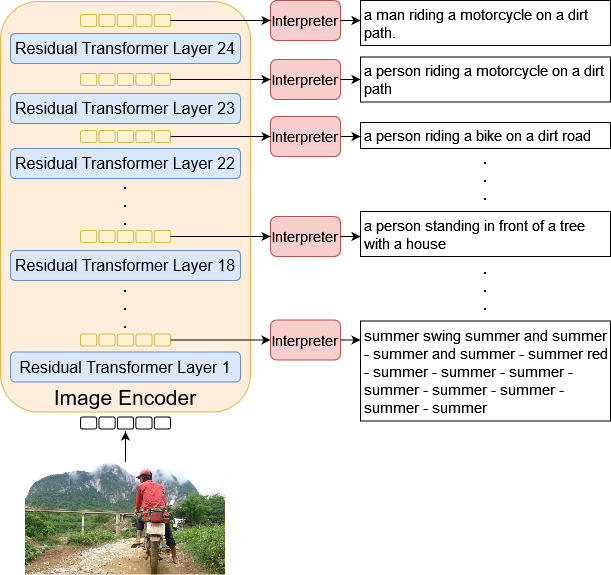 Interpreter
a man riding a motorcycle on a dirt
path.
Residual Transformer Layer 24
Interpreter
a person riding a motorcycle on a dirt
path
Residual Transformer Layer 23
Interpreter
a person riding a bike on a dirt road
Residual Transformer Layer 22
Interpreter
a person standing in front of a tree
with a house
Residual Transformer Layer 18
Interpreter
summer swing summer and summer
- summer and summer - summer red
- summer - summer - summer -
summer - summer - summer -
summer - summer
Residual Transformer Layer 1
Image Encoder